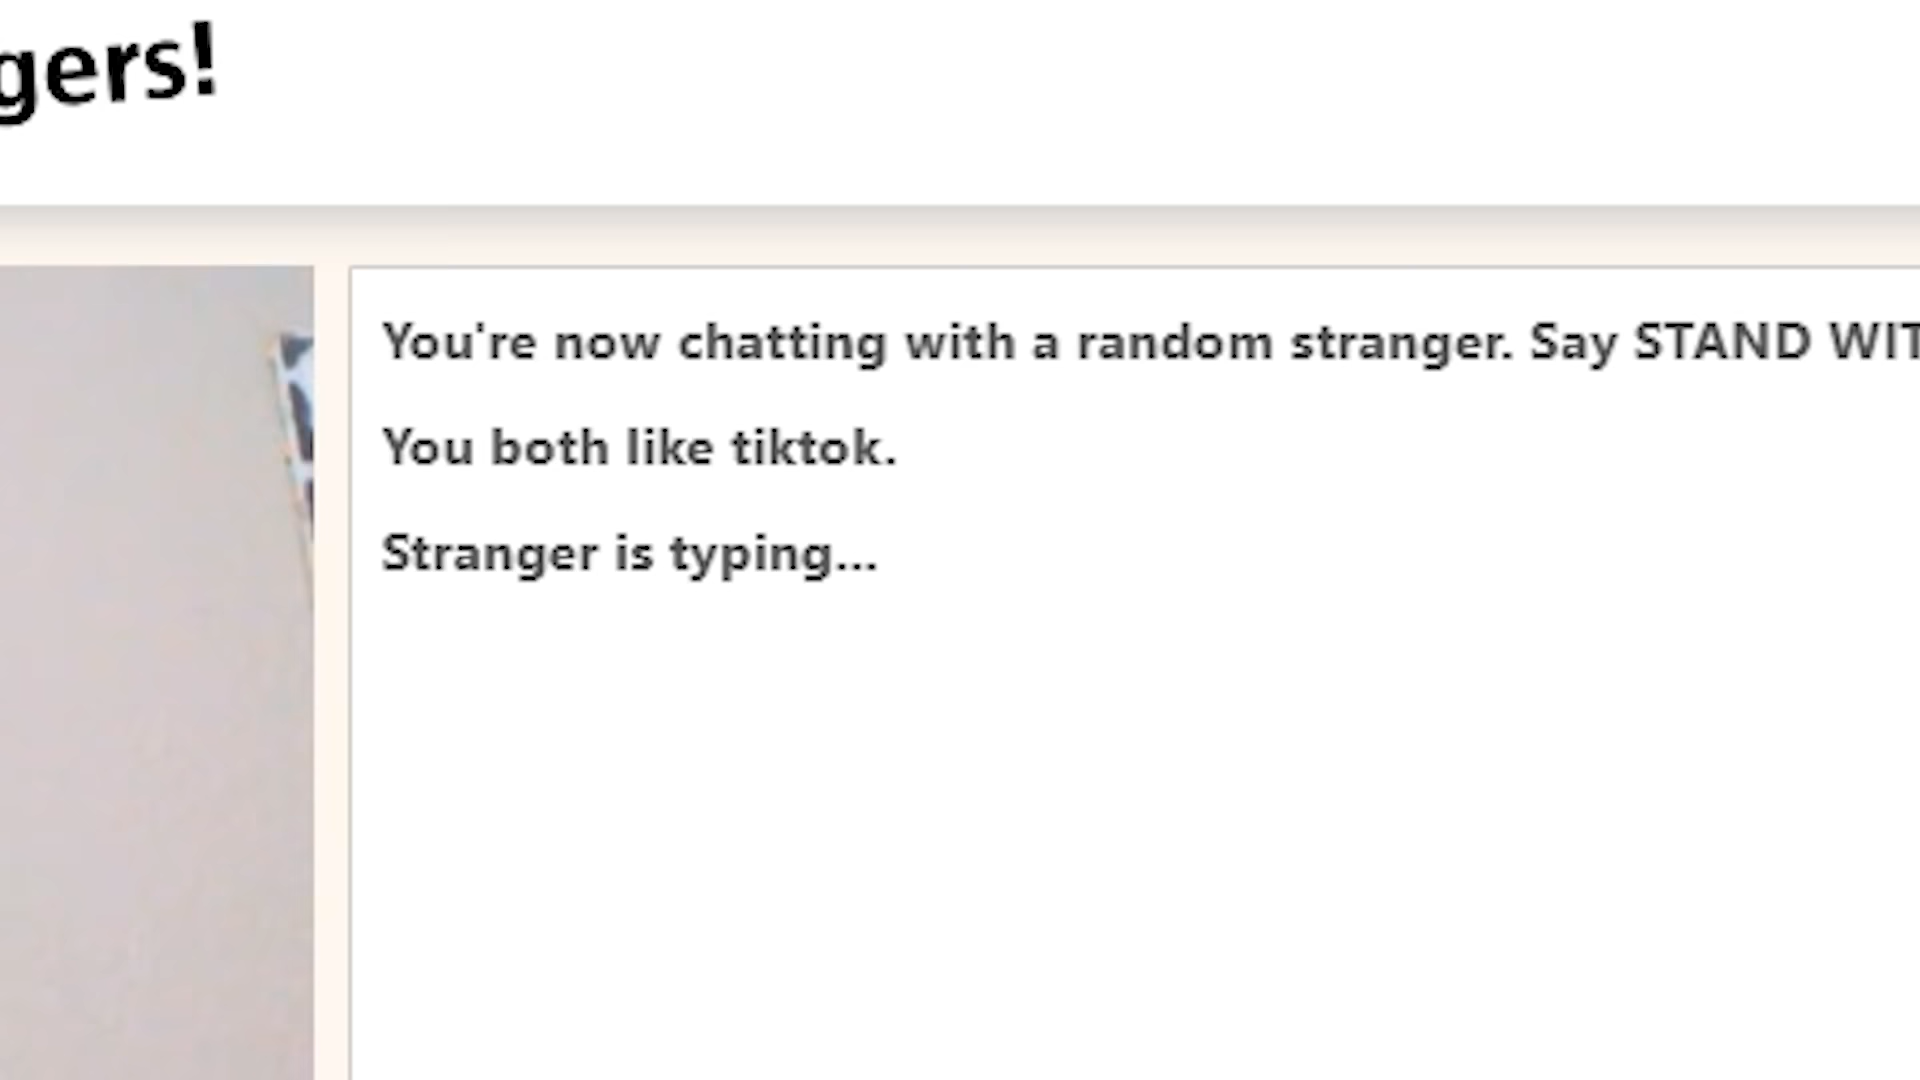 gers!
You're now chatting with a random stranger. Say STAND
You both like tiktok.
Stranger is typing...